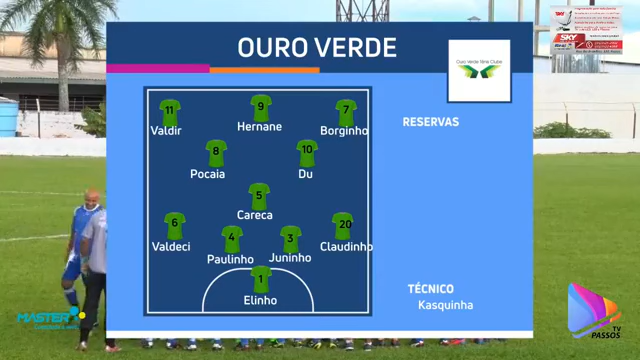 OURO VERDE
Ouro Verde Tênis Clube
SKY
11
Valdir
9
Hernane
7
Borginho
RESERVAS
8
Pocaia
10
Du
5
Careca
6
Valdeci
4
Paulinho
3
Juninho
20
Claudinho
1
Elinho
TÉCNICO
Kasquinha
MASTER
TV
PASSOS